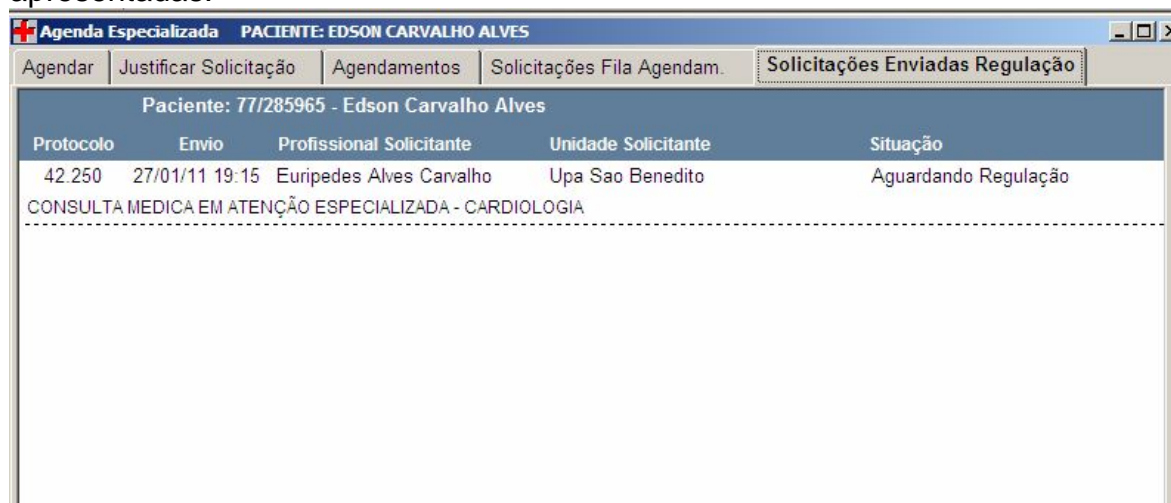 apresentadas.
Agenda Especializada PACIENTE: EDSON CARVALHO ALVES
Agendar Justificar Solicitação Agendamentos Solicitações Fila Agendam. Solicitações Enviadas Regulação
Paciente: 77/285965 - Edson Carvalho Alves
Protocolo Envio Profissional Solicitante Unidade Solicitante Situação
42.250 27/01/11 19:15 Euripedes Alves Carvalho Upa Sao Benedito Aguardando Regulação
CONSULTA MEDICA EM ATENÇÃO ESPECIALIZADA - CARDIOLOGIA